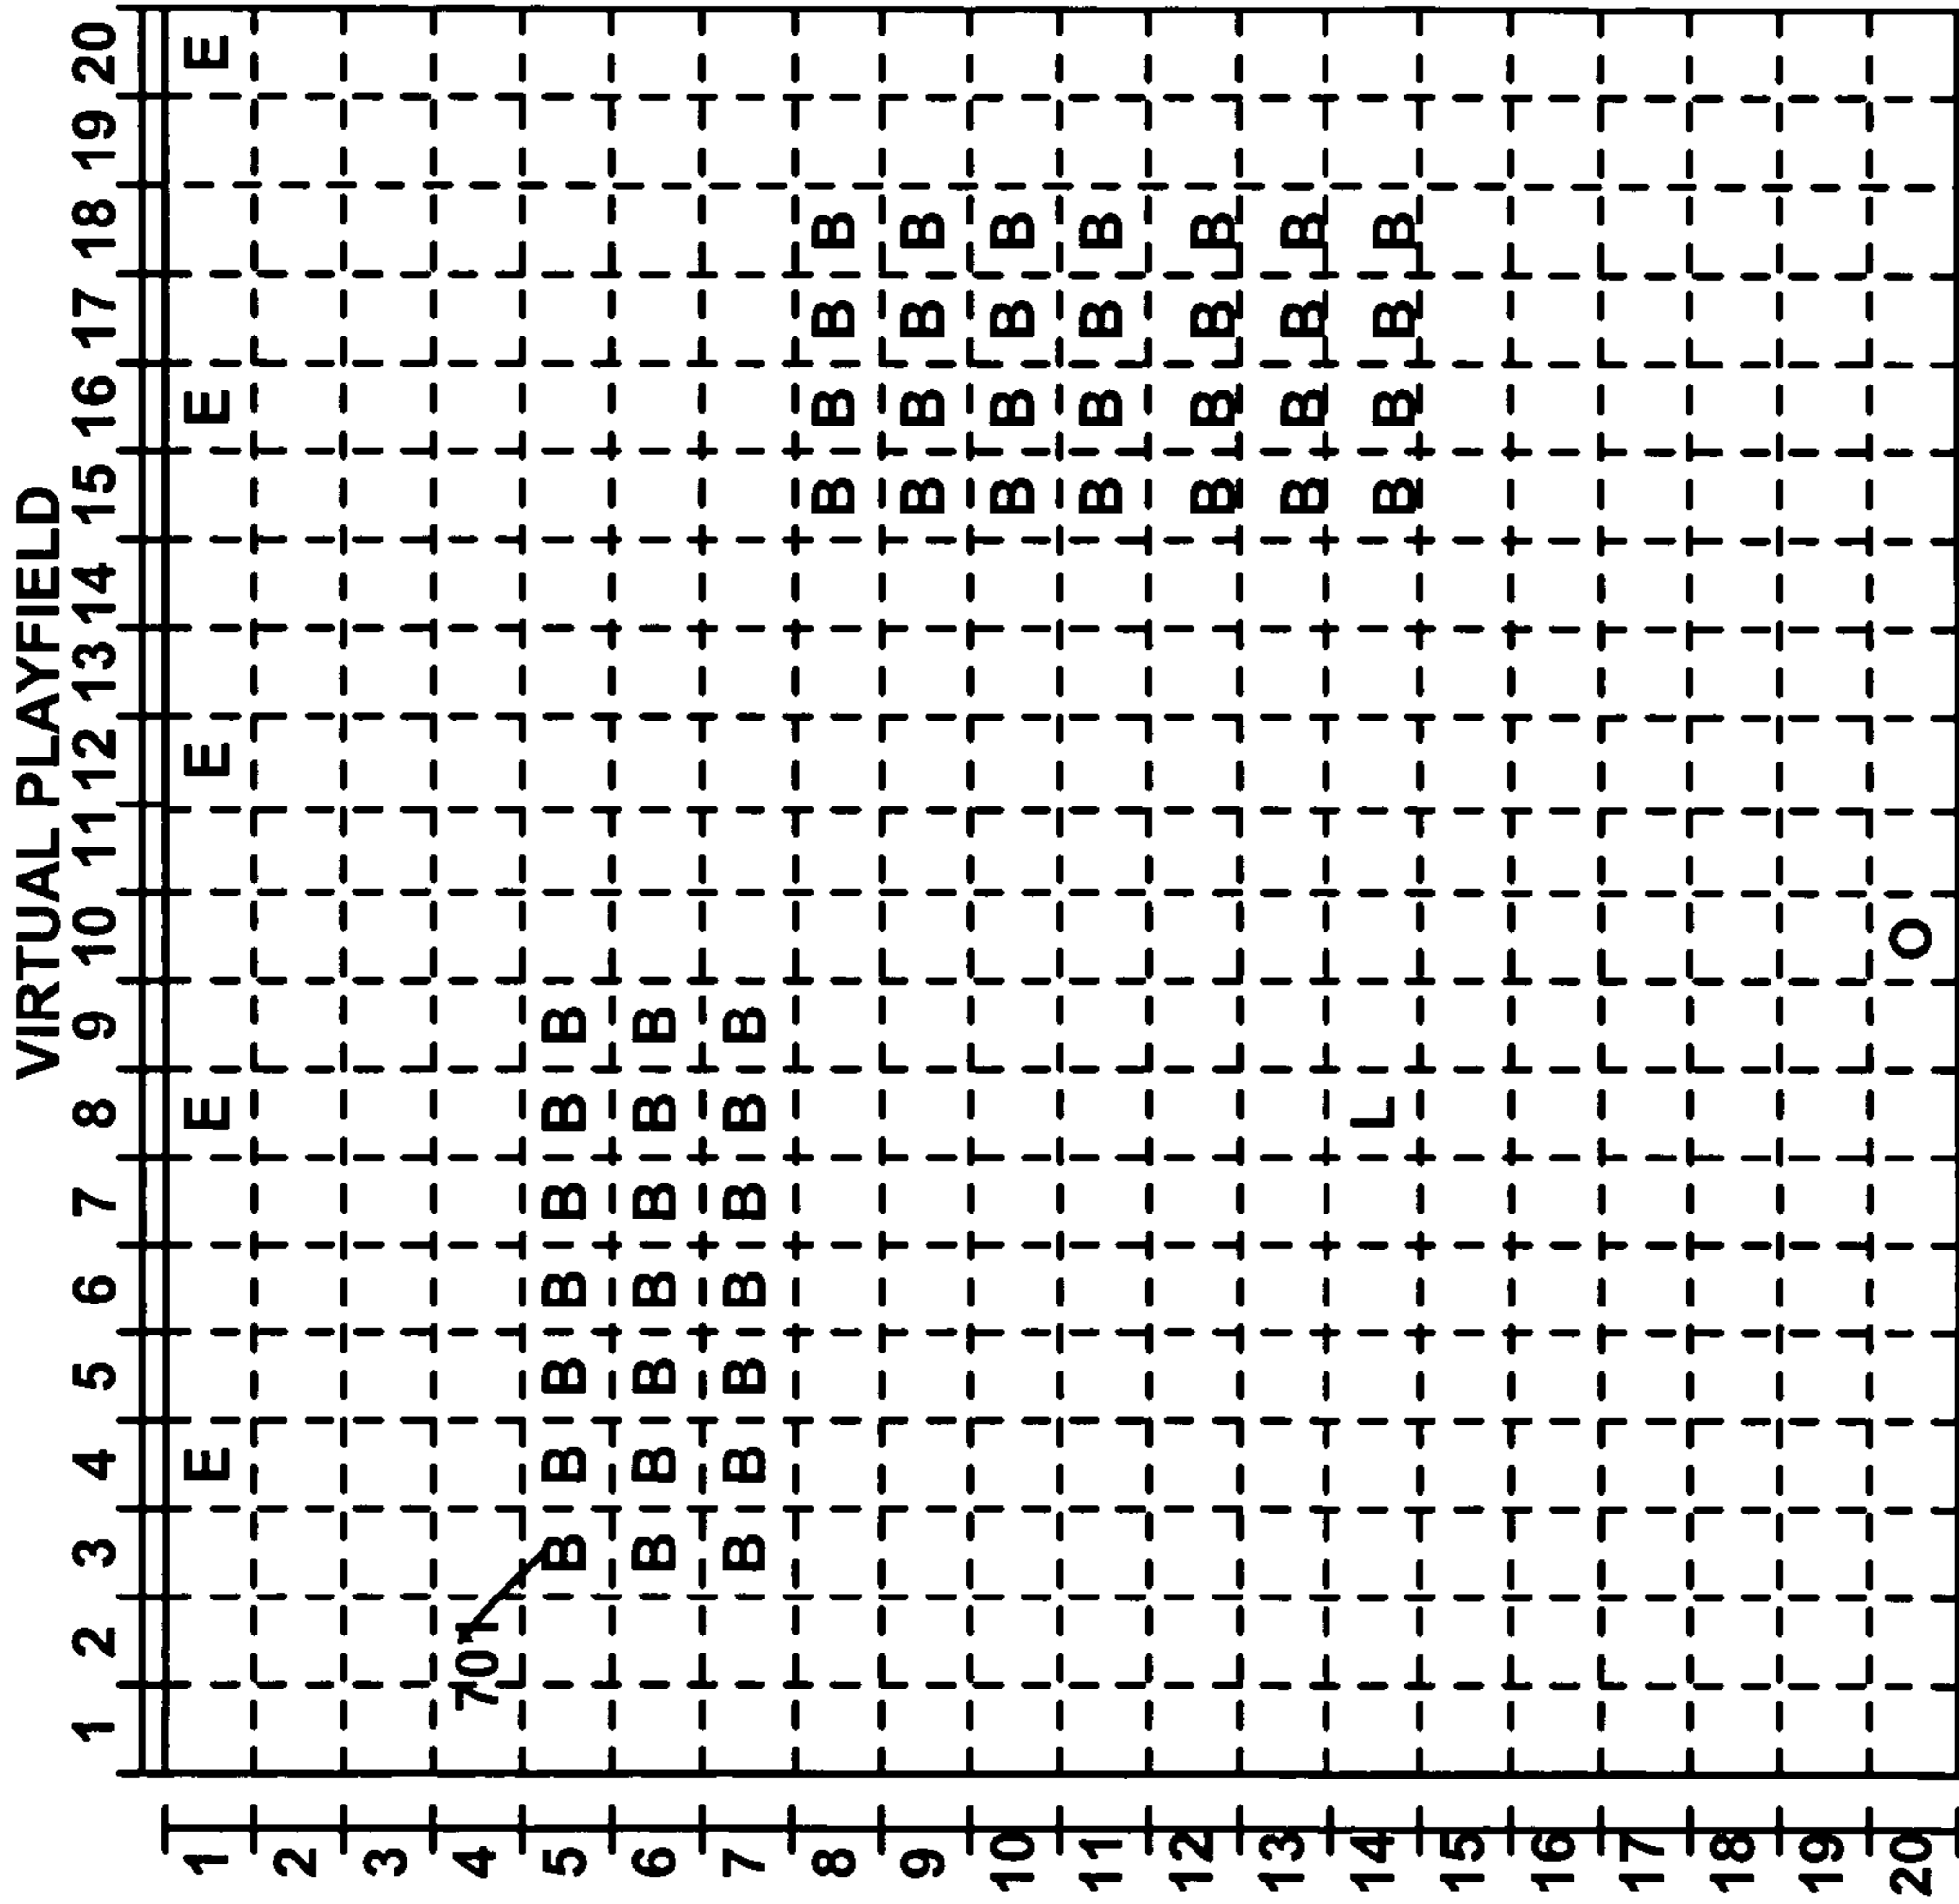 VIRTUAL PLAYFIELD
1 2 3 4 5 6 7 8 9 10 11 12 13 14 15 16 17 18 19 20
1 E E E E E
2
3
4 701
5 B B B B B B B
6 B B B B B B B
7 B B B B B B B
8 B B B B
9 B B B B
10 B B B B
11 B B B B
12 B B B B
13 B B B B
14 L B B B B
15
16
17
18
19
20 O